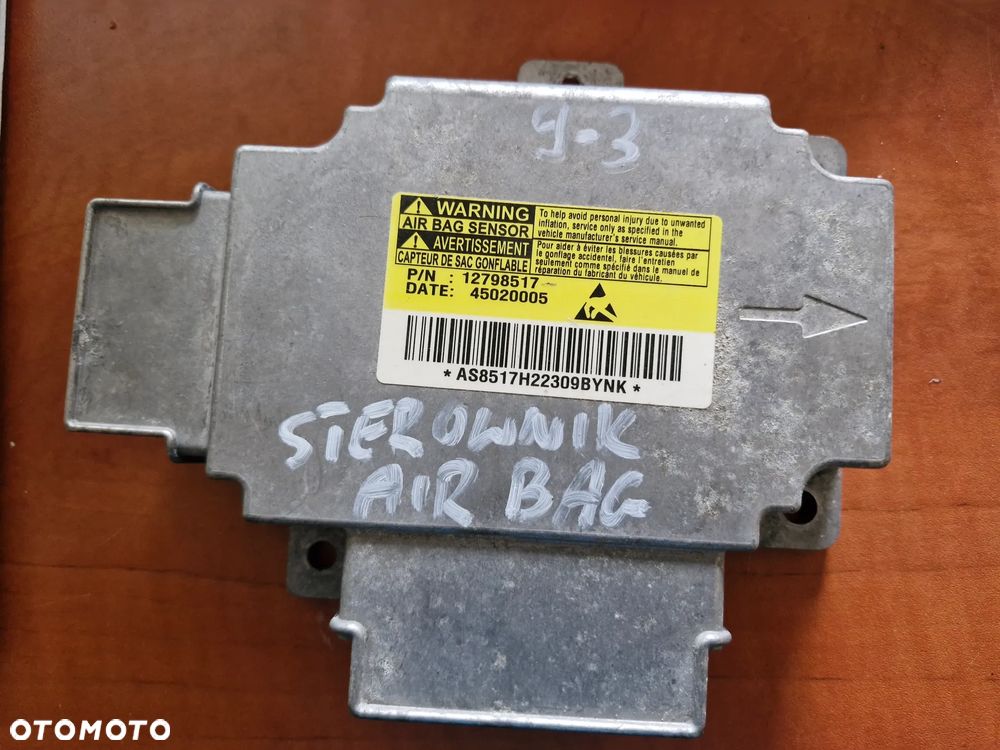 9-3
WARNING
AIR BAG SENSOR
AVERTISSEMENT
CAPTEUR DE SAC GONFLABLE
To help avoid personal injury due to unwanted
inflation, service only as specified in the
vehicle manufacturer's service manual.
Pour aider à éviter les blessures causées par
le gonflage accidentel, faire l'entretien
seulement comme spécifié dans le manuel de
réparation du fabricant du véhicule.
P/N : 12798517
DATE: 45020005
* AS8517H22309BYNK *
STEROWNIK
AIR BAG
OTOMOTO